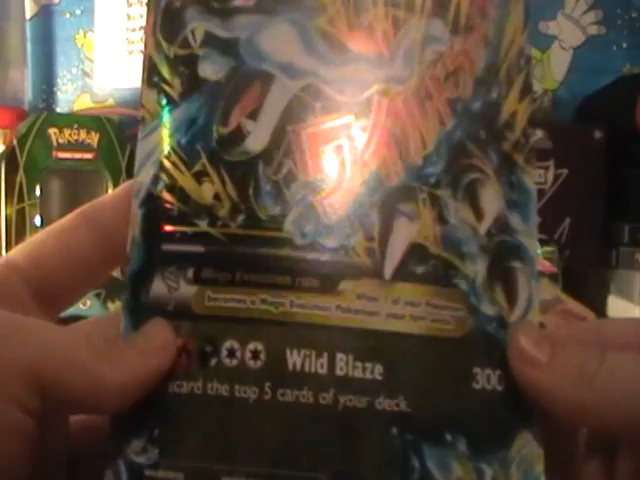 POKéMON
Mega Evolution rule
When 1 of your Pokémon
becomes a Mega Evolution Pokémon, your turn ends.
Wild Blaze 300
card the top 5 cards of your deck.